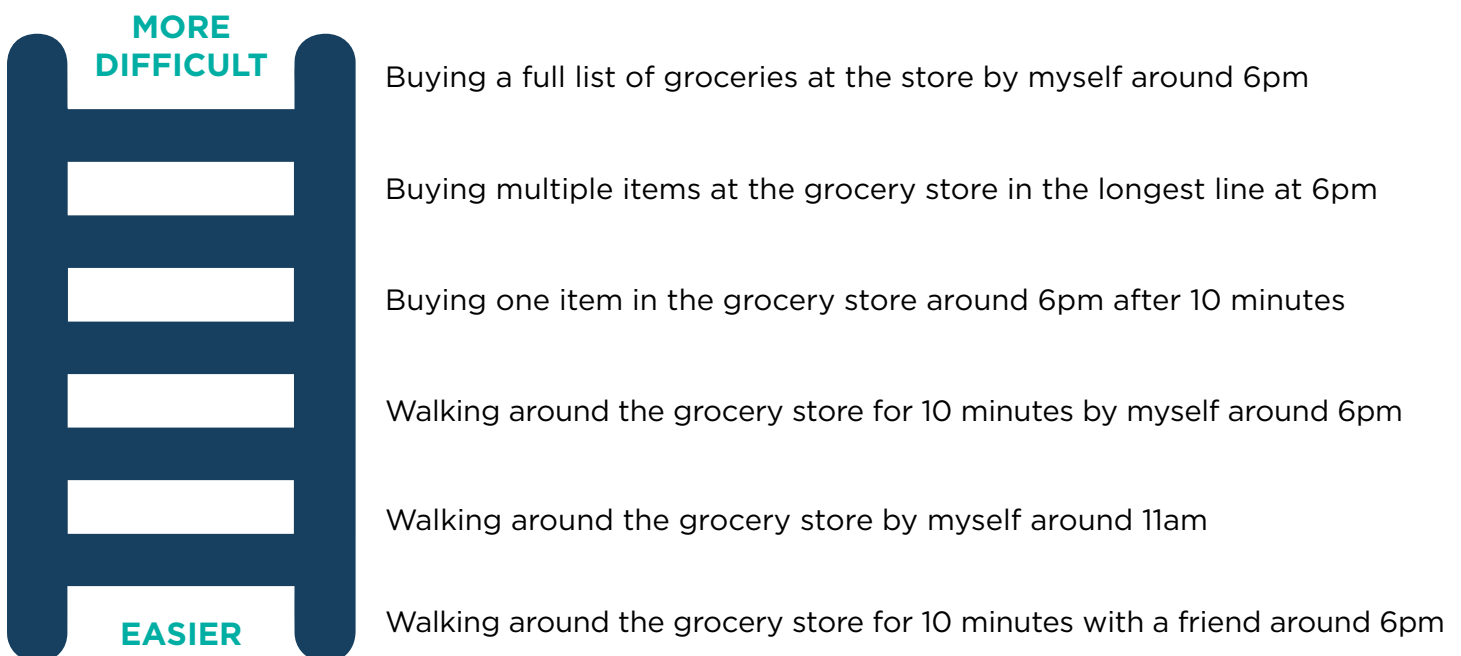 MORE
DIFFICULT
Buying a full list of groceries at the store by myself around 6pm
Buying multiple items at the grocery store in the longest line at 6pm
Buying one item in the grocery store around 6pm after 10 minutes
Walking around the grocery store for 10 minutes by myself around 6pm
Walking around the grocery store by myself around 11am
Walking around the grocery store for 10 minutes with a friend around 6pm
EASIER